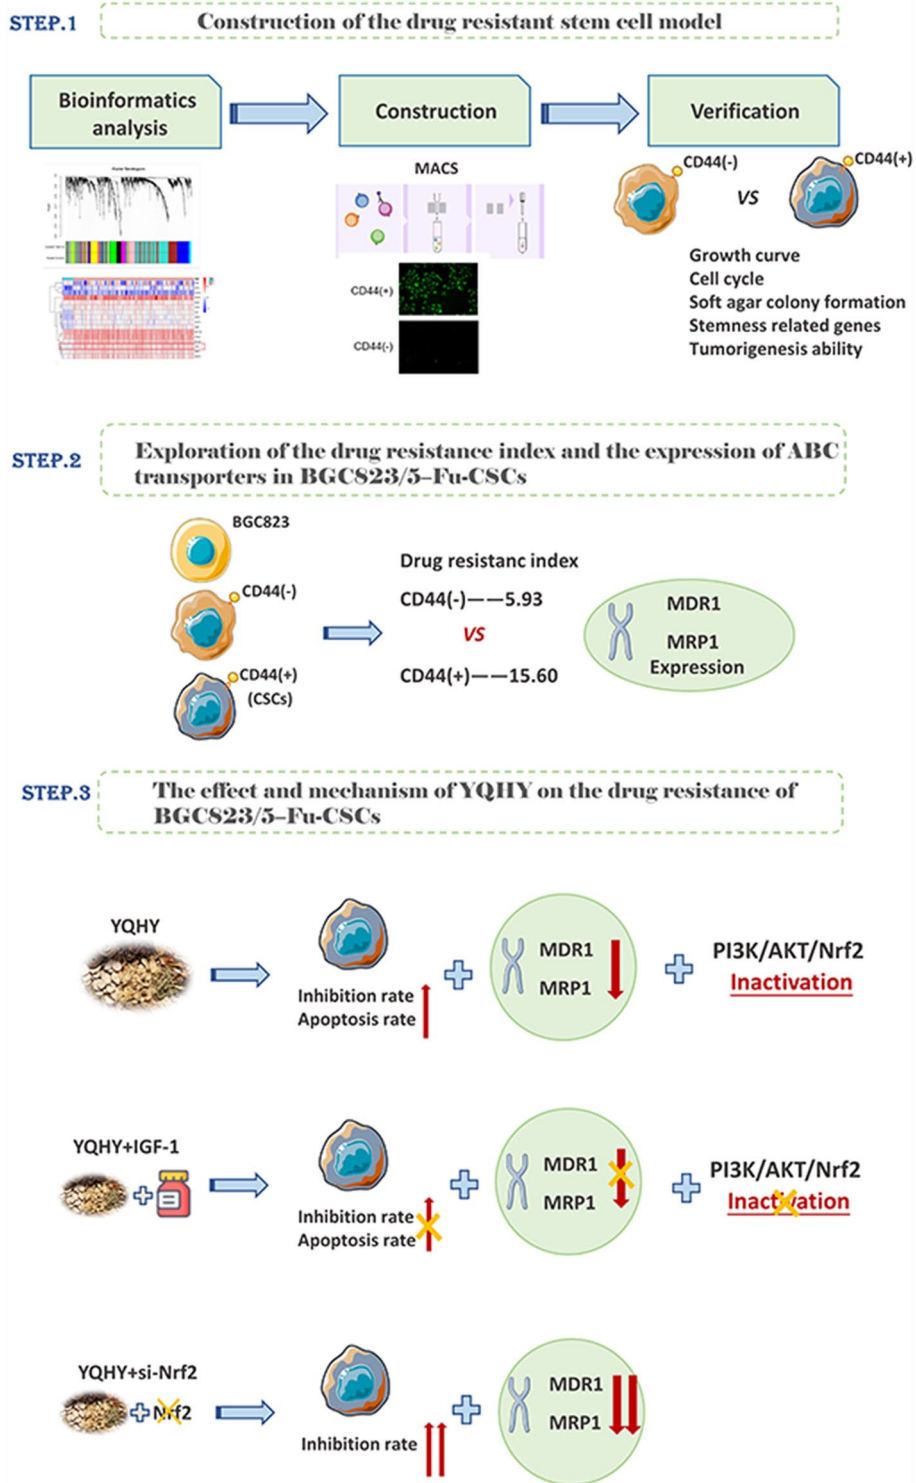 STEP.1
Construction of the drug resistant stem cell model
Bioinformatics
analysis
Construction
Verification
MACS
CD44(+)
CD44(-)
CD44(-)
VS
CD44(+)
Growth curve
Cell cycle
Soft agar colony formation
Stemness related genes
Tumorigenesis ability
STEP.2
Exploration of the drug resistance index and the expression of ABC
transporters in BGC823/5–Fu-CSCs
BGC823
CD44(-)
CD44(+)
(CSCs)
Drug resistanc index
CD44(-)——5.93
VS
CD44(+)——15.60
MDR1
MRP1
Expression
STEP.3
The effect and mechanism of YQHY on the drug resistance of
BGC823/5–Fu-CSCs
YQHY
Inhibition rate
Apoptosis rate
MDR1
MRP1
PI3K/AKT/Nrf2
Inactivation
YQHY+IGF-1
Inhibition rate
Apoptosis rate
MDR1
MRP1
PI3K/AKT/Nrf2
Inactivation
YQHY+si-Nrf2
Nrf2
Inhibition rate
MDR1
MRP1